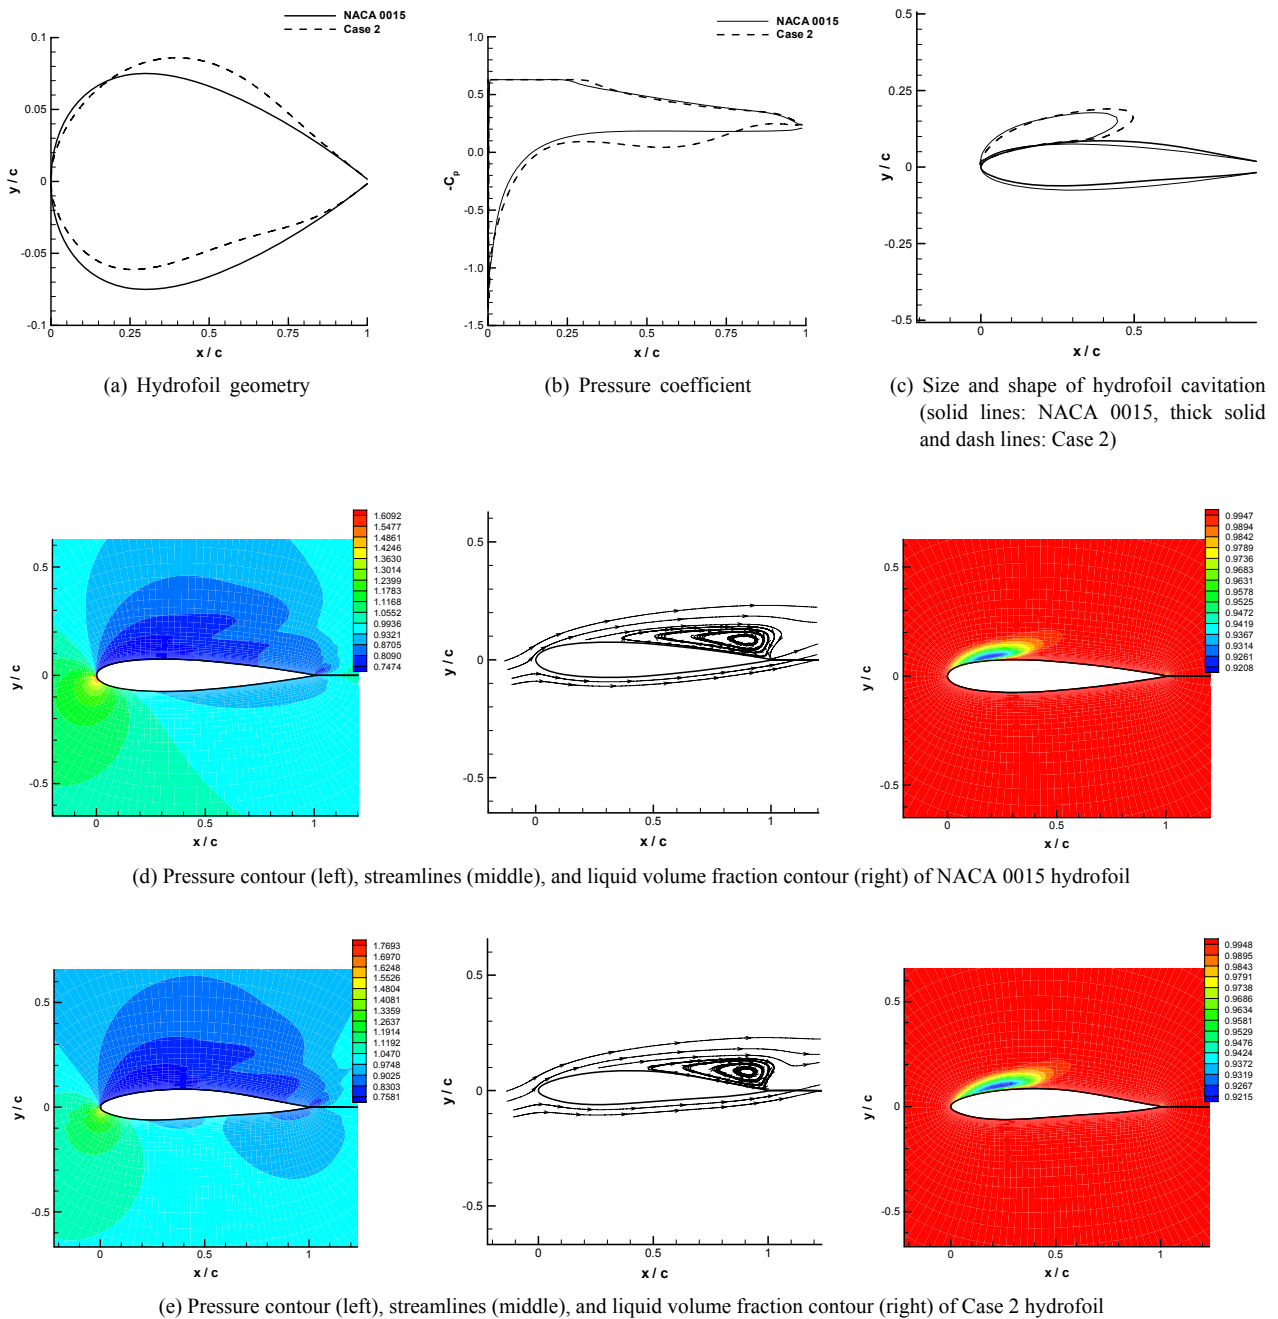 NACA 0015
Case 2
0.1
0.05
0
-0.05
-0.1
y / c
0 0.25 0.5 0.75 1
x / c
(a) Hydrofoil geometry
NACA 0015
Case 2
1.0
0.5
0.0
-0.5
-1.0
-1.5
-Cp
0 0.25 0.5 0.75 1
x / c
(b) Pressure coefficient
0.5
0.25
0
-0.25
-0.5
y / c
0 0.5
x / c
(c) Size and shape of hydrofoil cavitation
(solid lines: NACA 0015, thick solid
and dash lines: Case 2)
0.5
0
-0.5
y / c
0 0.5 1
x / c
1.6092
1.5477
1.4861
1.4246
1.3630
1.3014
1.2399
1.1783
1.1168
1.0552
0.9936
0.9321
0.8705
0.8090
0.7474
0.5
0
-0.5
y / c
0 0.5 1
x / c
0.5
0
-0.5
y / c
0 0.5 1
x / c
0.9947
0.9894
0.9842
0.9789
0.9736
0.9683
0.9631
0.9578
0.9525
0.9472
0.9419
0.9367
0.9314
0.9261
0.9208
(d) Pressure contour (left), streamlines (middle), and liquid volume fraction contour (right) of NACA 0015 hydrofoil
0.5
0
-0.5
y / c
0 0.5 1
x / c
1.7693
1.6970
1.6248
1.5526
1.4804
1.4081
1.3359
1.2637
1.1914
1.1192
1.0470
0.9748
0.9025
0.8303
0.7581
0.5
0
-0.5
y / c
0 0.5 1
x / c
0.5
0
-0.5
y / c
0 0.5 1
x / c
0.9948
0.9895
0.9843
0.9791
0.9738
0.9686
0.9634
0.9581
0.9529
0.9476
0.9424
0.9372
0.9319
0.9267
0.9215
(e) Pressure contour (left), streamlines (middle), and liquid volume fraction contour (right) of Case 2 hydrofoil